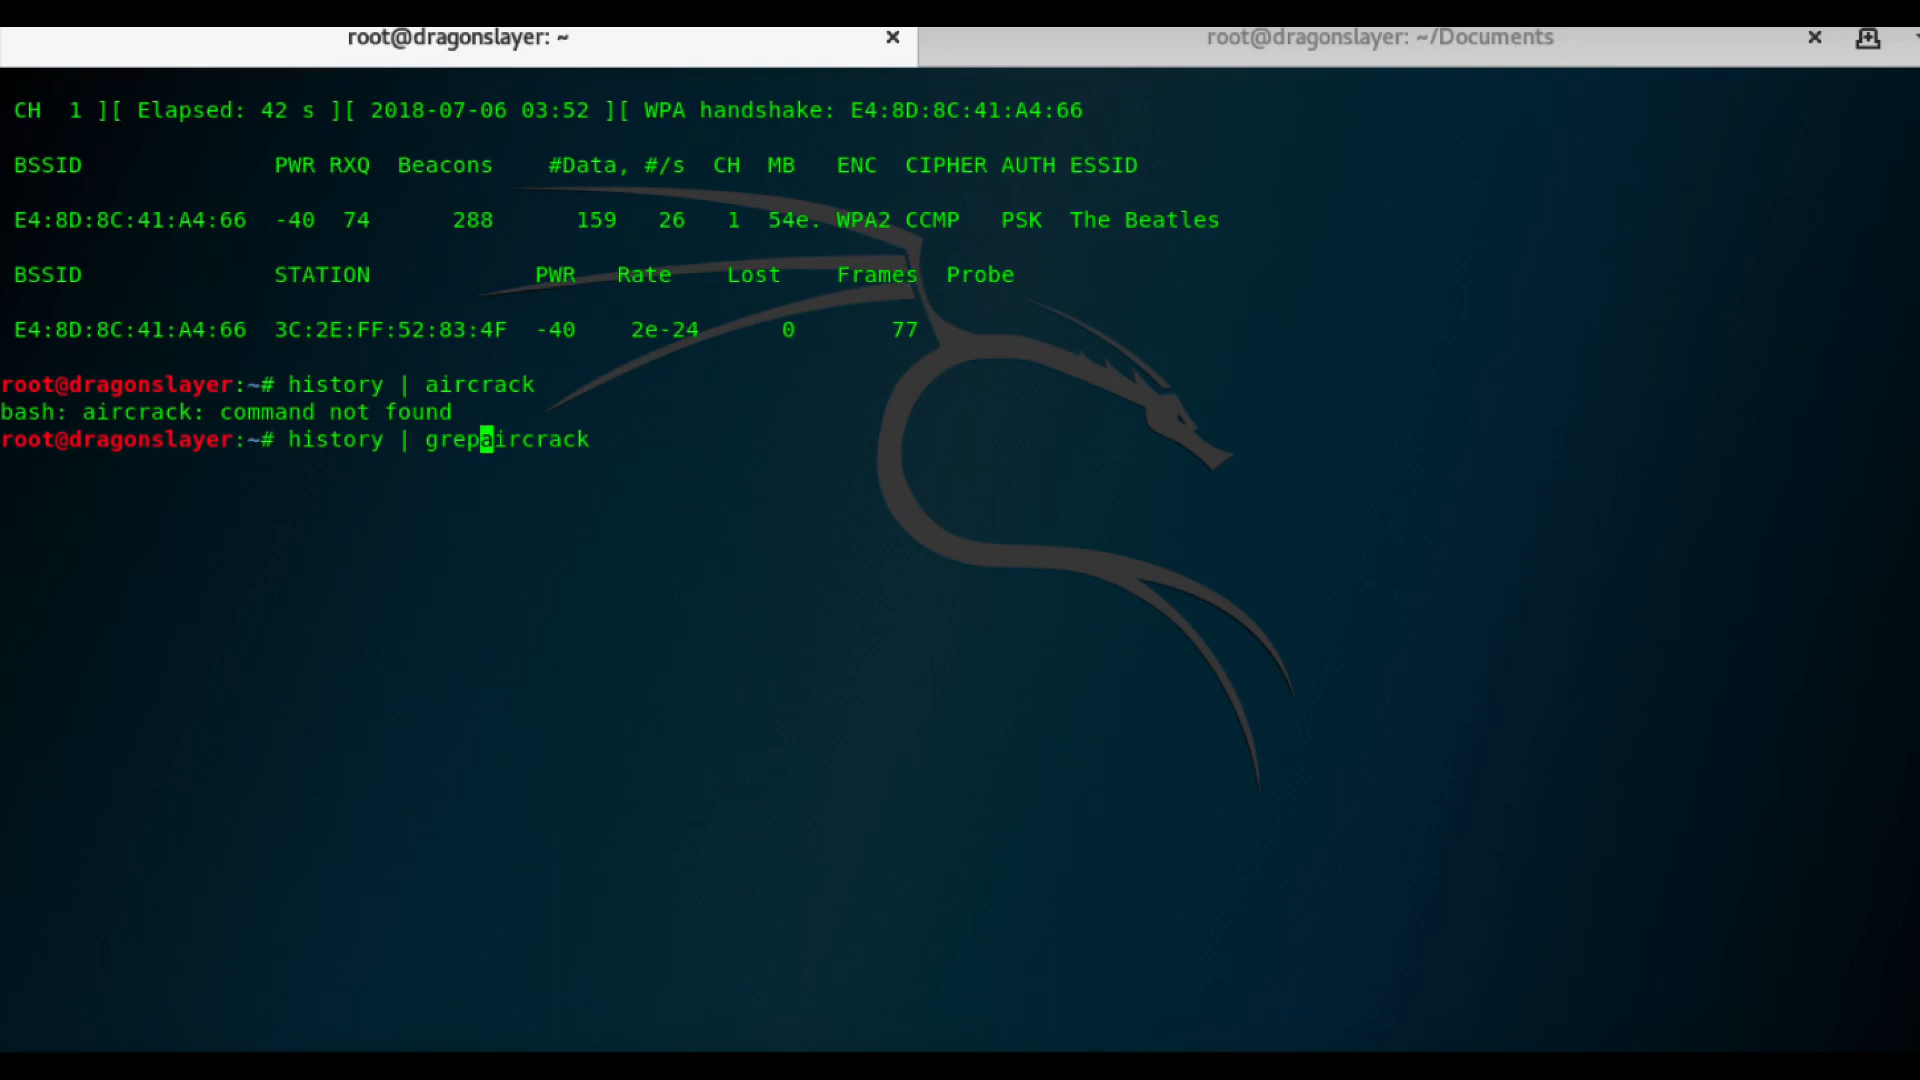 root@dragonslayer: ~ × root@dragonslayer: ~/Documents ×
CH 1 ][ Elapsed: 42 s ][ 2018-07-06 03:52 ][ WPA handshake: E4:8D:8C:41:A4:66
BSSID PWR RXQ Beacons #Data, #/s CH MB ENC CIPHER AUTH ESSID
E4:8D:8C:41:A4:66 -40 74 288 159 26 1 54e. WPA2 CCMP PSK The Beatles
BSSID STATION PWR Rate Lost Frames Probe
E4:8D:8C:41:A4:66 3C:2E:FF:52:83:4F -40 2e-24 0 77
root@dragonslayer:~# history | aircrack
bash: aircrack: command not found
root@dragonslayer:~# history | grepaircrack